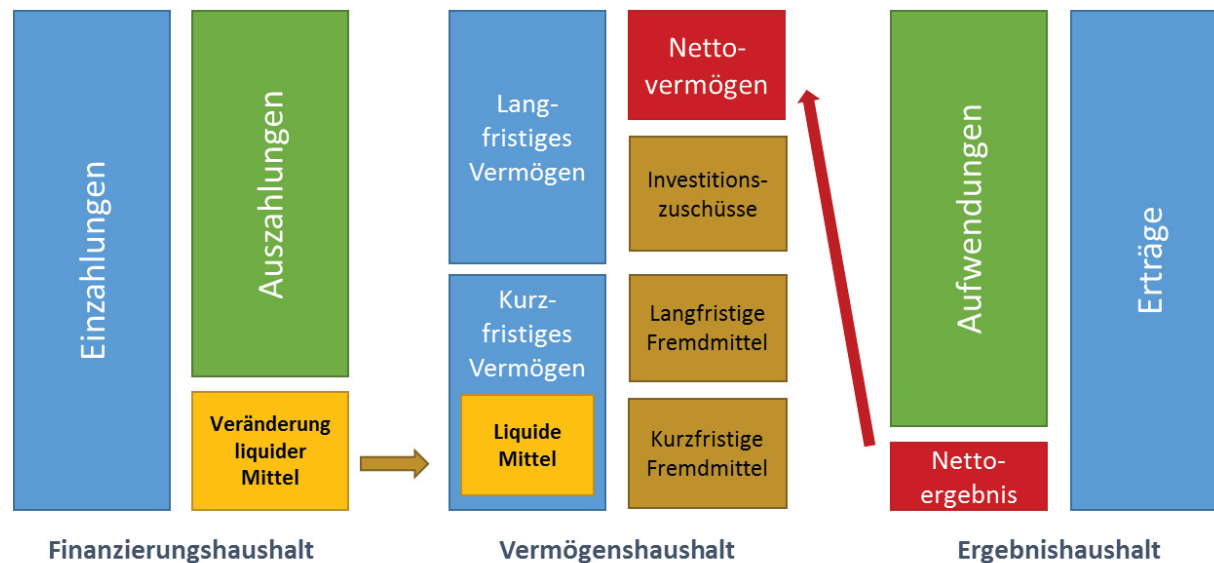 Einzahlungen
Auszahlungen
Veränderung
liquider
Mittel
Finanzierungshaushalt
Lang-
fristiges
Vermögen
Kurz-
fristiges
Vermögen
Liquide
Mittel
Netto-
vermögen
Investitions-
zuschüsse
Langfristige
Fremdmittel
Kurzfristige
Fremdmittel
Vermögenshaushalt
Aufwendungen
Netto-
ergebnis
Erträge
Ergebnishaushalt